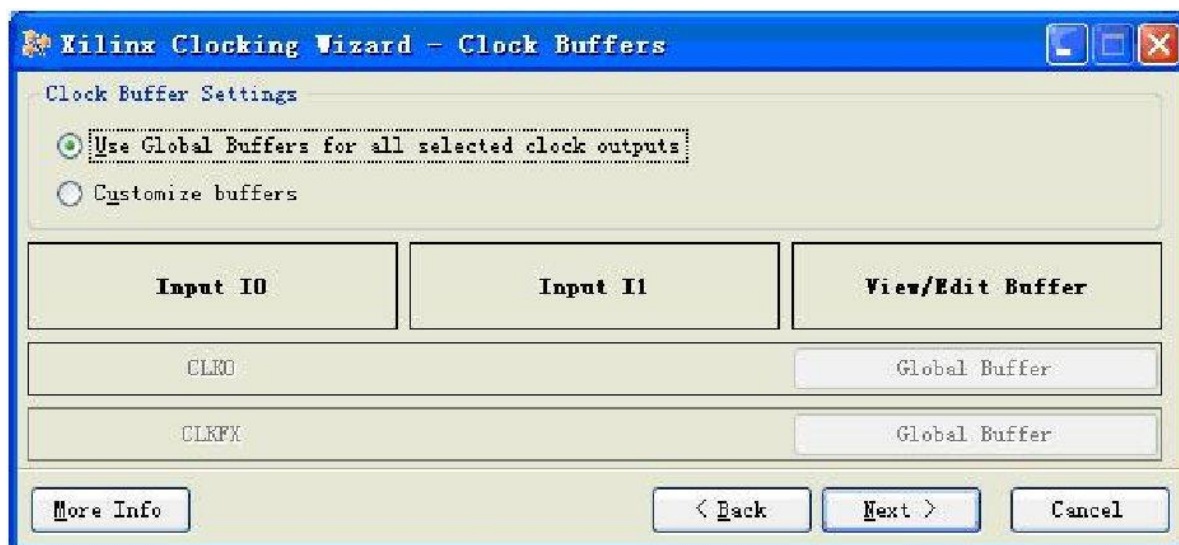 Xilinx Clocking Wizard - Clock Buffers
Clock Buffer Settings
Use Global Buffers for all selected clock outputs
Customize buffers
Input I0 Input I1 View/Edit Buffer
CLK0 Global Buffer
CLKFX Global Buffer
More Info < Back Next > Cancel